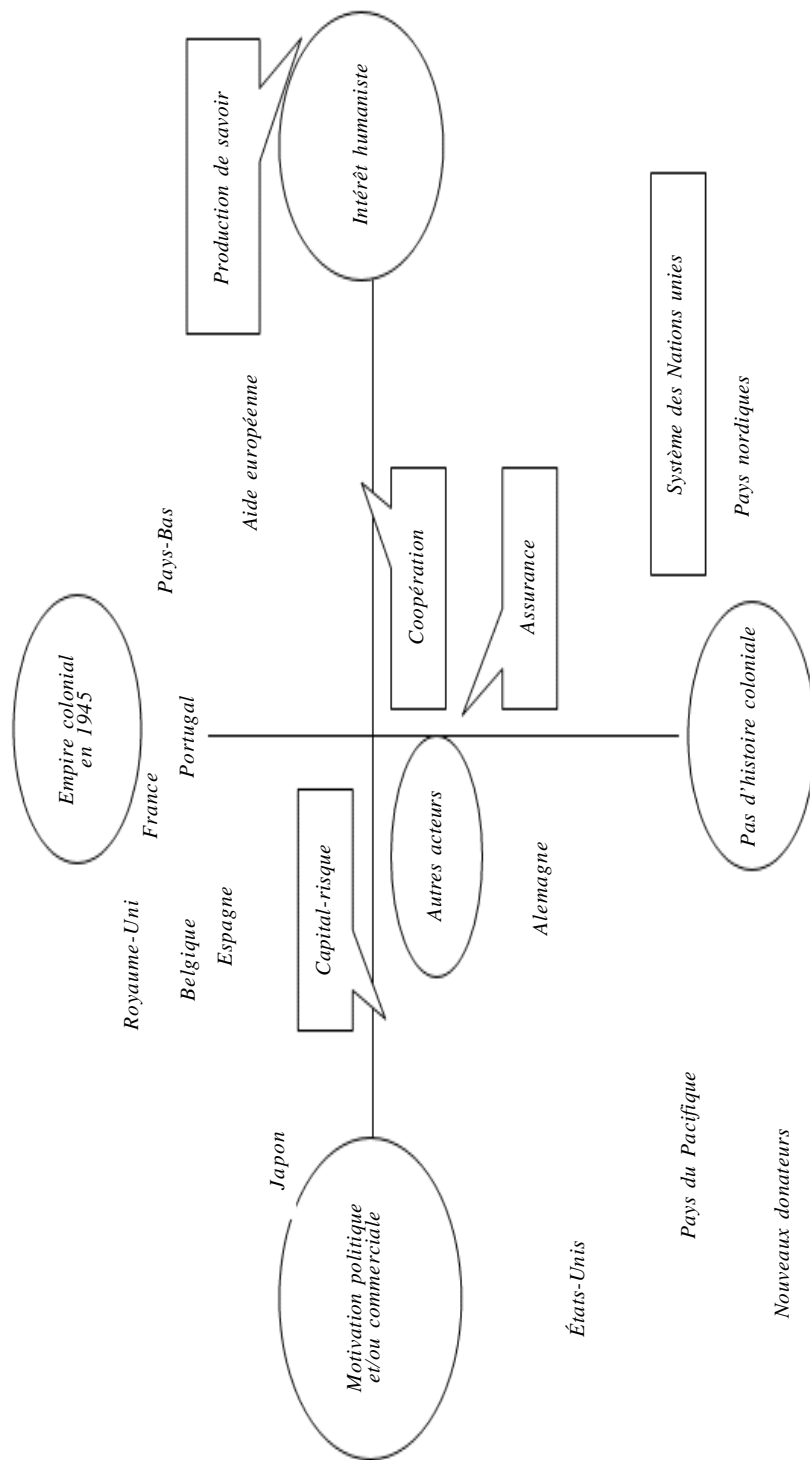 Empire colonial
en 1945
Royaume-Uni
France
Pays-Bas
Belgique
Portugal
Espagne
Production de savoir
Aide européenne
Japon
Capital-risque
Motivation politique
et/ou commerciale
Intérêt humaniste
Coopération
Autres acteurs
Assurance
Alemagne
États-Unis
Système des Nations unies
Pays du Pacifique
Pays nordiques
Pas d’histoire coloniale
Nouveaux donateurs